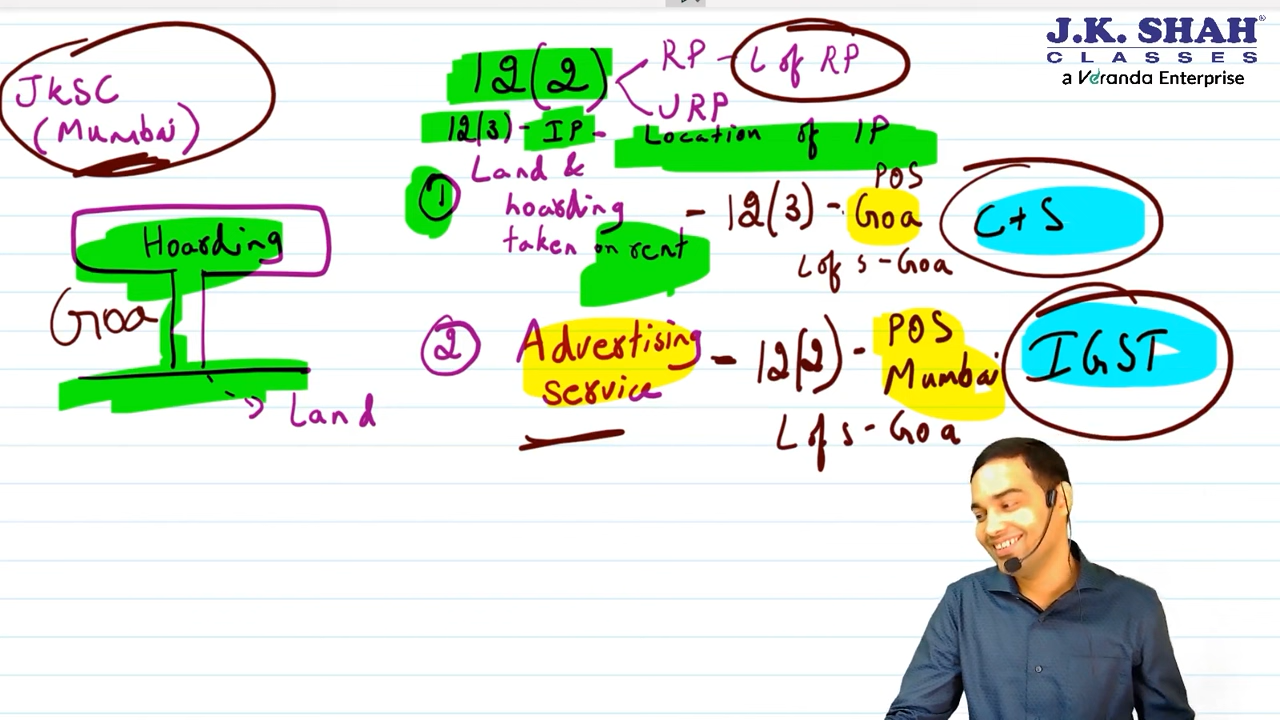 J.K. SHAH®
CLASSES
a Veranda Enterprise
JKSC
(Mumbai)
12(2)
RP - L of RP
URP
12(3) - IP - Location of IP
① Land &
hoarding
taken on rent
- 12(3) - Goa
POS
L of s - Goa
C+S
Hoarding
Goa
Land
② Advertising
service
- 12(2) - POS
Mumbai
L of s - Goa
IGST